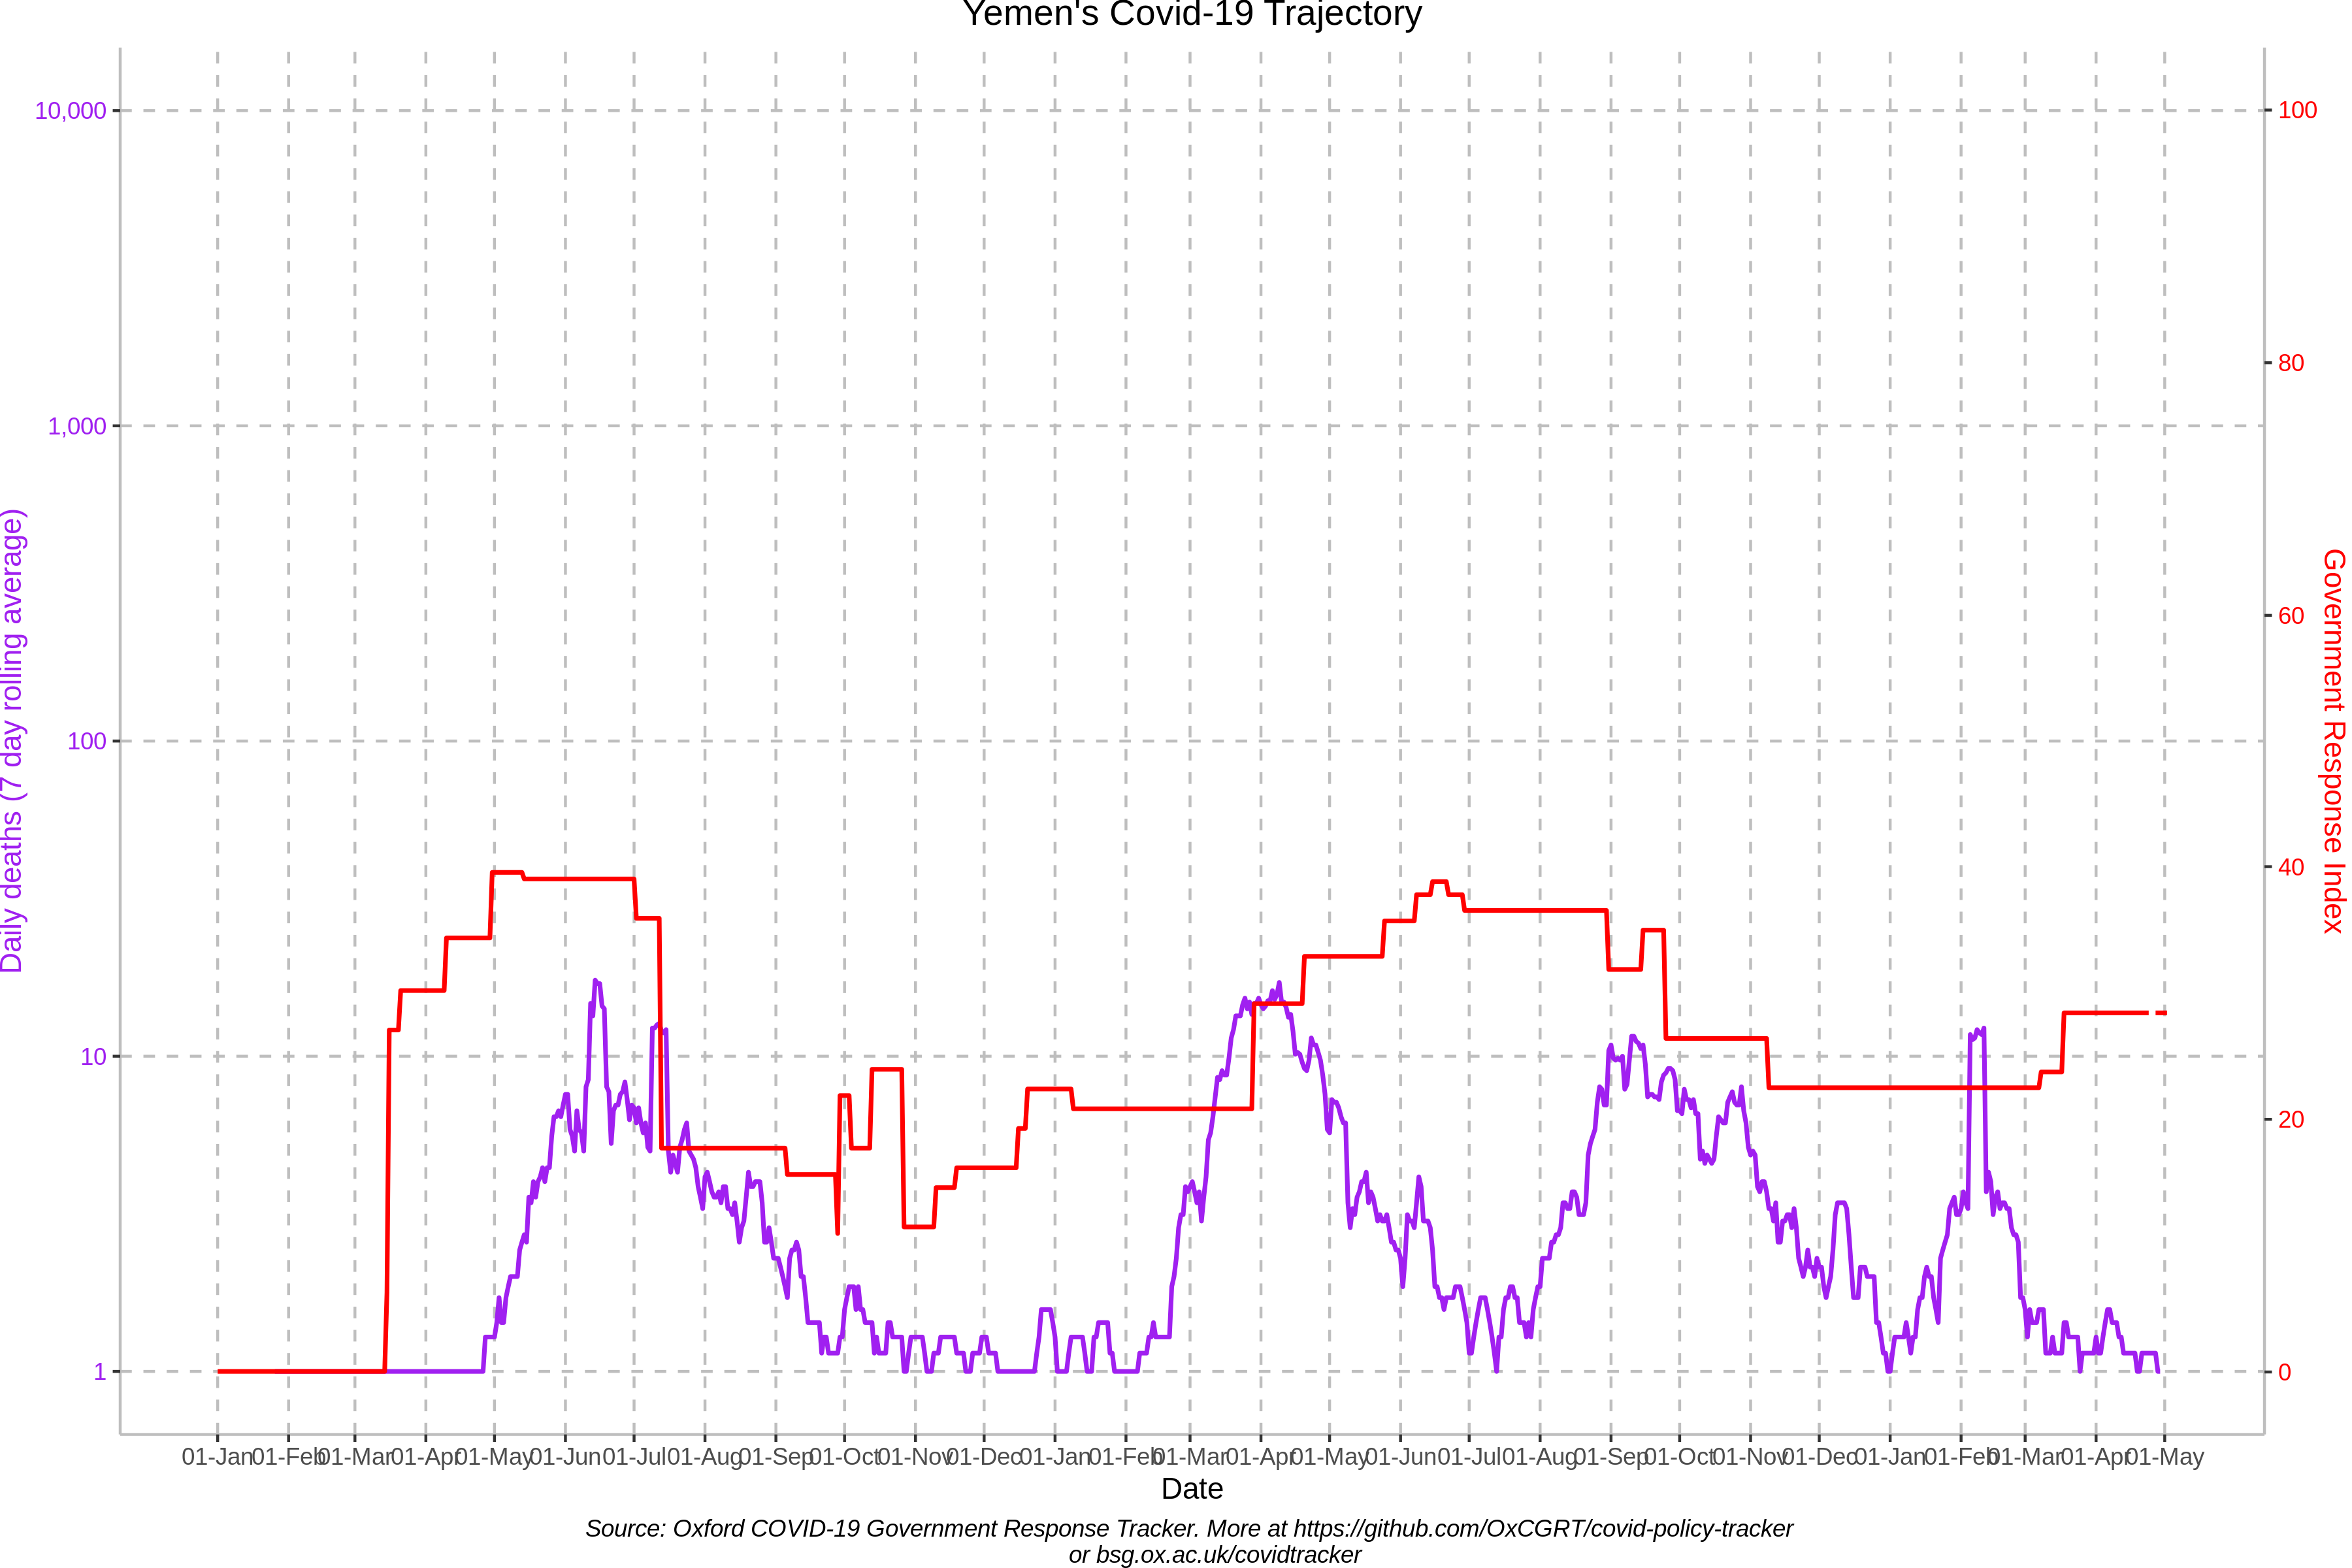 Yemen's Covid-19 Trajectory
10,000
1,000
100
10
1
Daily deaths (7 day rolling average)
100
80
60
40
20
0
Government Response Index
01-Jan 01-Feb 01-Mar 01-Apr 01-May 01-Jun 01-Jul 01-Aug 01-Sep 01-Oct 01-Nov 01-Dec 01-Jan 01-Feb 01-Mar 01-Apr 01-May 01-Jun 01-Jul 01-Aug 01-Sep 01-Oct 01-Nov 01-Dec 01-Jan 01-Feb 01-Mar 01-Apr 01-May
Date
Source: Oxford COVID-19 Government Response Tracker. More at https://github.com/OxCGRT/covid-policy-tracker
or bsg.ox.ac.uk/covidtracker